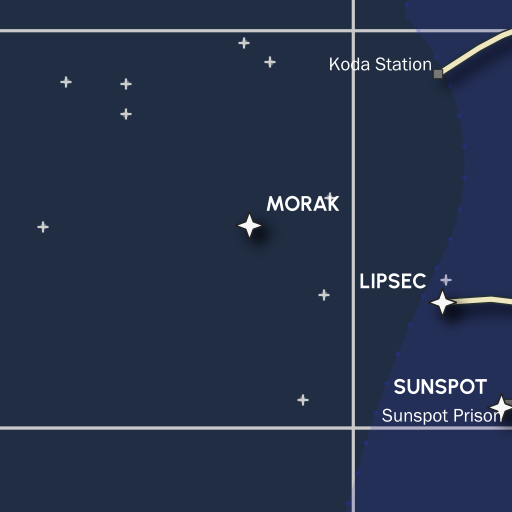 Koda Station
MORAK
LIPSEC
SUNSPOT
Sunspot Prison